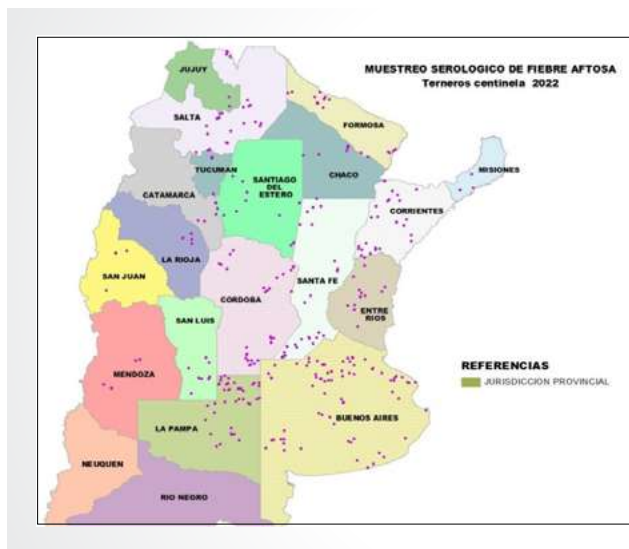 MUESTREO SEROLOGICO DE FIEBRE AFTOSA
Terneros centinela 2022
JUJUY
SALTA
FORMOSA
TUCUMAN
CHACO
MISIONES
CATAMARCA
SANTIAGO
DEL
ESTERO
CORRIENTES
LA RIOJA
SAN JUAN
SANTA FE
CORDOBA
ENTRE
RIOS
SAN LUIS
MENDOZA
REFERENCIAS
JURISDICCION PROVINCIAL
BUENOS AIRES
LA PAMPA
NEUQUEN
RIO NEGRO